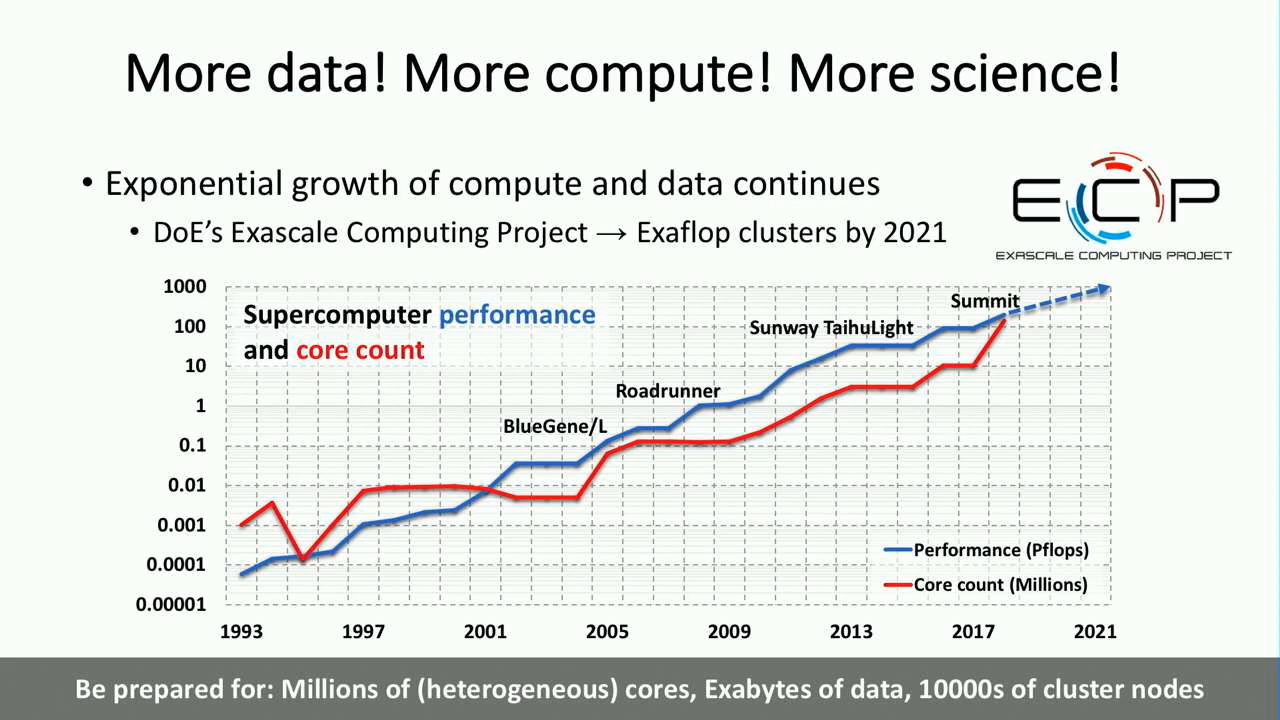 More data! More compute! More science!
• Exponential growth of compute and data continues
• DoE’s Exascale Computing Project → Exaflop clusters by 2021
ECP
EXASCALE COMPUTING PROJECT
Supercomputer performance
and core count
1000
100
10
1
0.1
0.01
0.001
0.0001
0.00001
BlueGene/L
Roadrunner
Sunway TaihuLight
Summit
Performance (Pflops)
Core count (Millions)
1993 1997 2001 2005 2009 2013 2017 2021
Be prepared for: Millions of (heterogeneous) cores, Exabytes of data, 10000s of cluster nodes